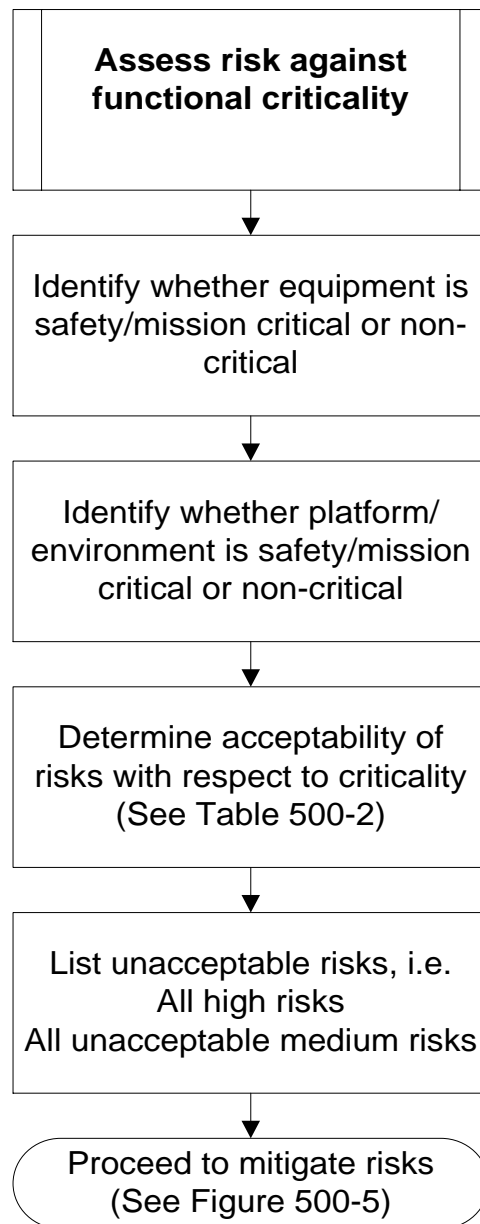 Assess risk against
functional criticality
Identify whether equipment is
safety/mission critical or non-
critical
Identify whether platform/
environment is safety/mission
critical or non-critical
Determine acceptability of
risks with respect to criticality
(See Table 500-2)
List unacceptable risks, i.e.
All high risks
All unacceptable medium risks
Proceed to mitigate risks
(See Figure 500-5)